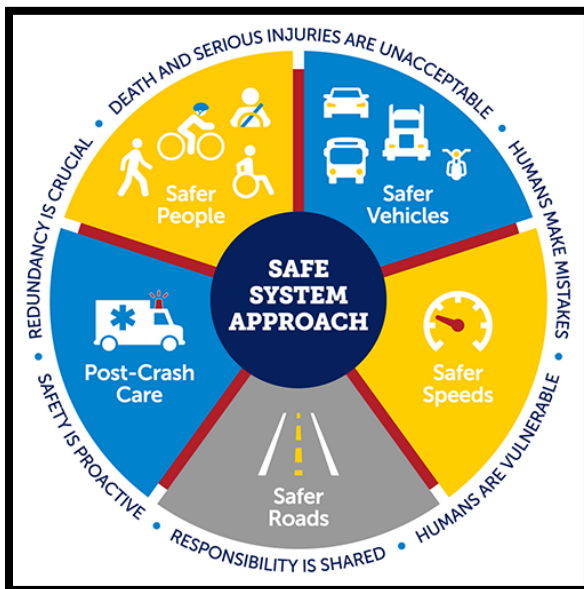 DEATH AND SERIOUS INJURIES ARE UNACCEPTABLE
HUMANS MAKE MISTAKES
HUMANS ARE VULNERABLE
RESPONSIBILITY IS SHARED
SAFETY IS PROACTIVE
REDUNDANCY IS CRUCIAL
Safer
People
Safer
Vehicles
SAFE
SYSTEM
APPROACH
Post-Crash
Care
Safer
Speeds
Safer
Roads